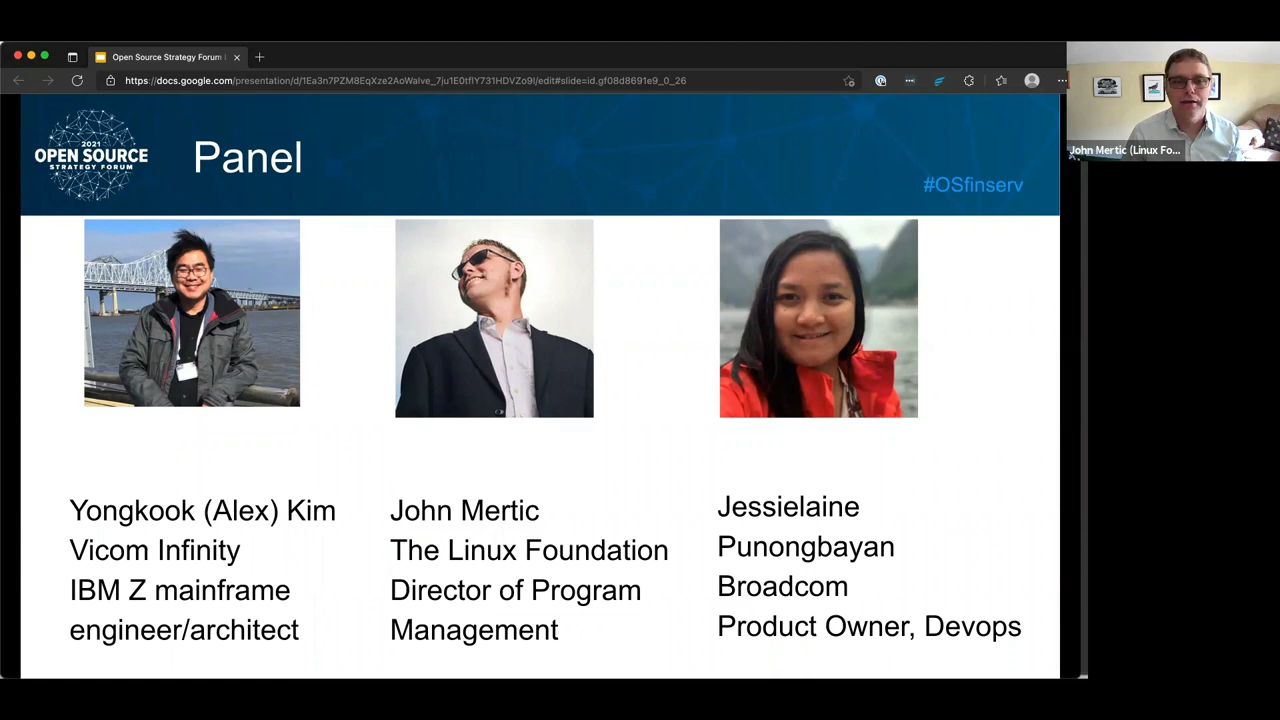 Open Source Strategy Forum
https://docs.google.com/presentation/d/1Ea3n7PZM8EqXze2AoWaIve_7ju1E0tflY731HDVZo9I/edit#slide=id.gf08d8691e9_0_26
John Mertic (Linux Fo...
2021
OPEN SOURCE
STRATEGY FORUM
Panel
#OSfinserv
Yongkook (Alex) Kim
Vicom Infinity
IBM Z mainframe
engineer/architect
John Mertic
The Linux Foundation
Director of Program
Management
Jessielaine
Punongbayan
Broadcom
Product Owner, Devops